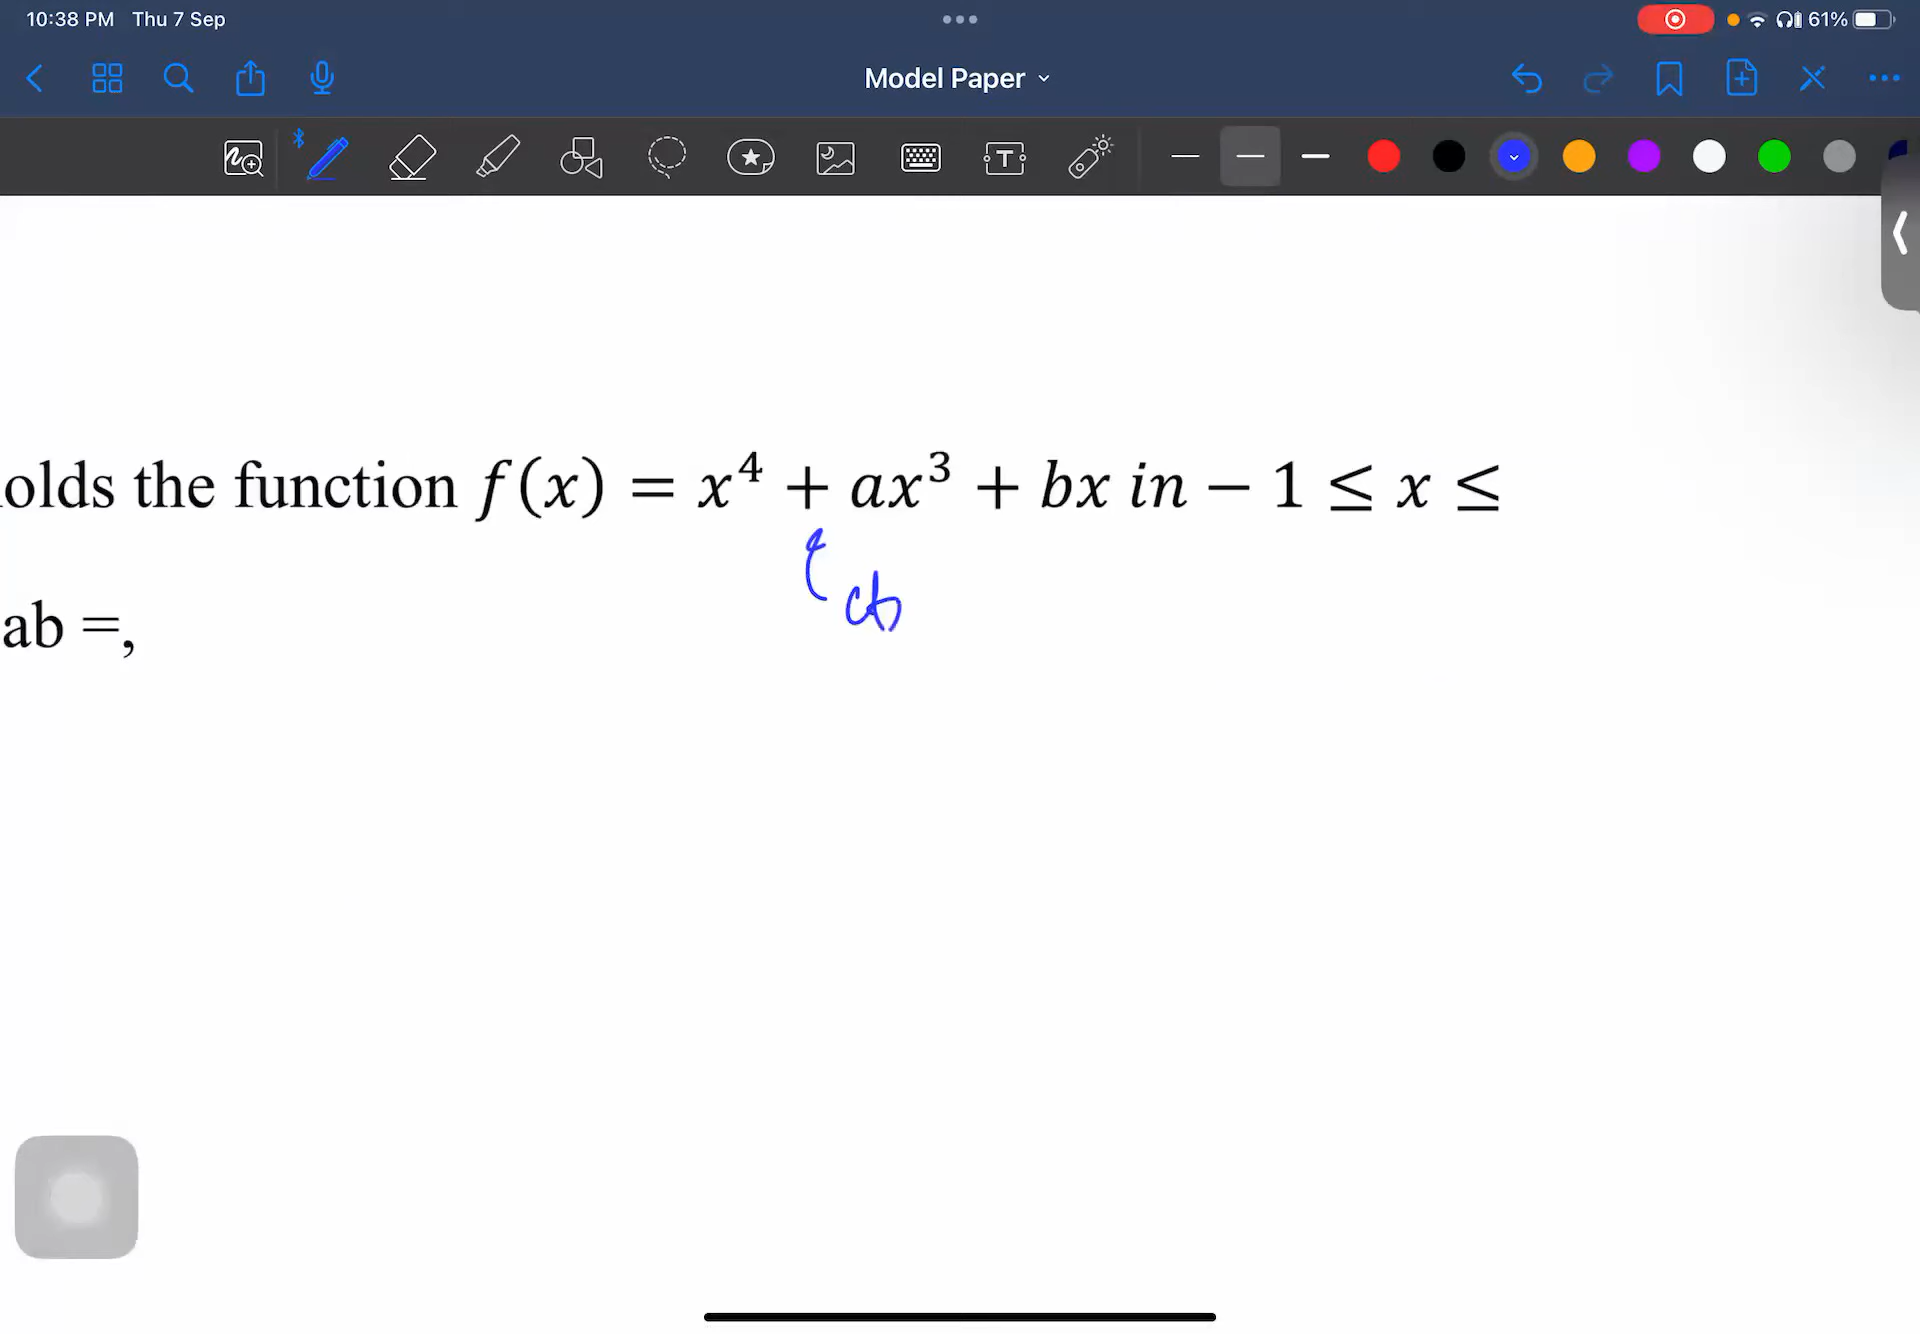 10:38 PM Thu 7 Sep
61%
Model Paper
T
olds the function f(x) = x⁴ + ax³ + bx in − 1 ≤ x ≤
ab =,